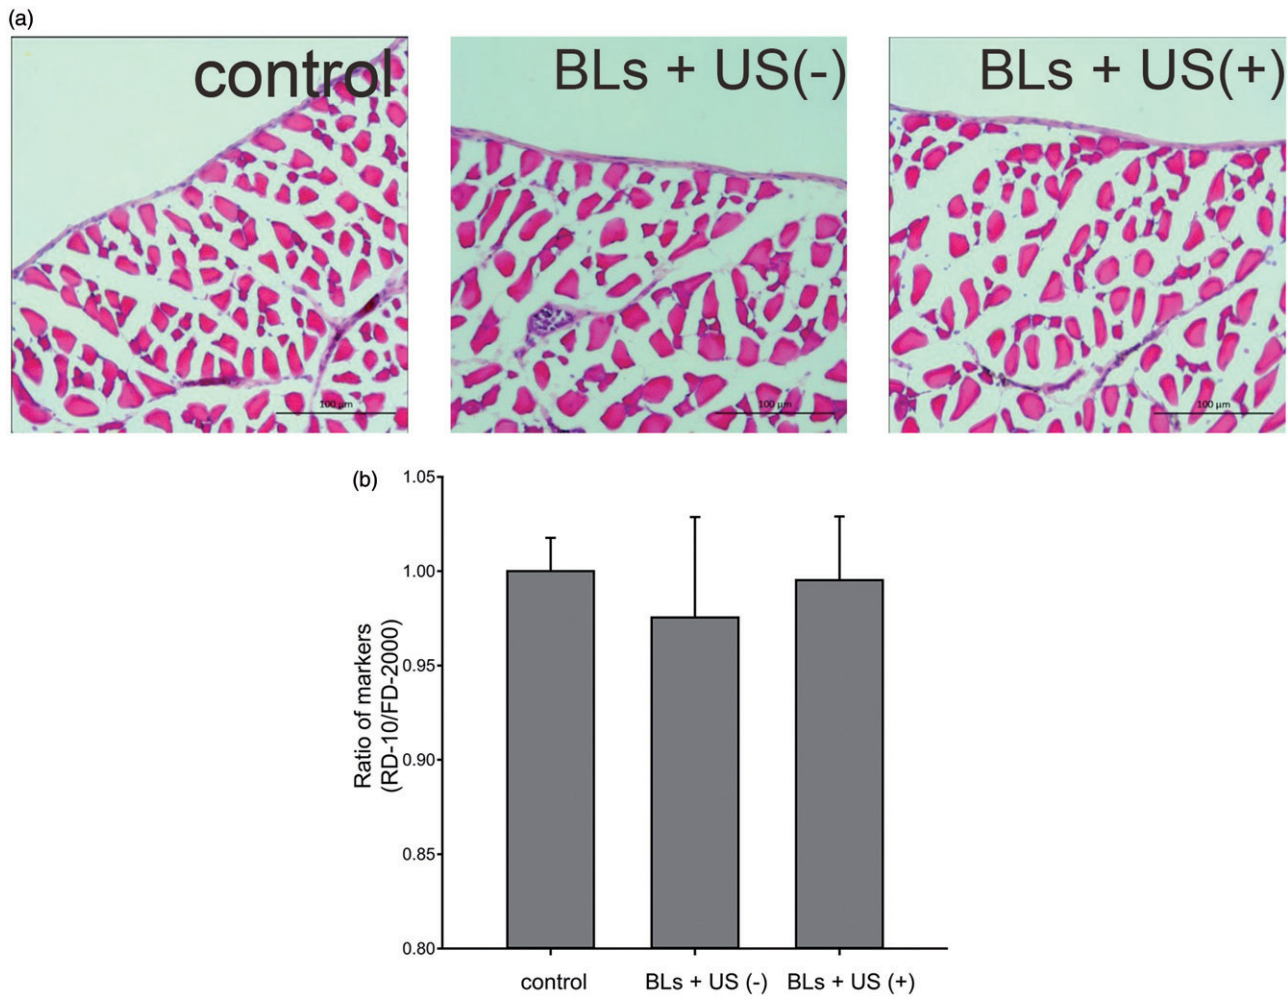 (a)
control
BLs + US(-)
BLs + US(+)
100 µm
100 µm
100 µm
(b)
Ratio of markers
(RD-10/FD-2000)
1.05
1.00
0.95
0.90
0.85
0.80
control
BLs + US (-)
BLs + US (+)